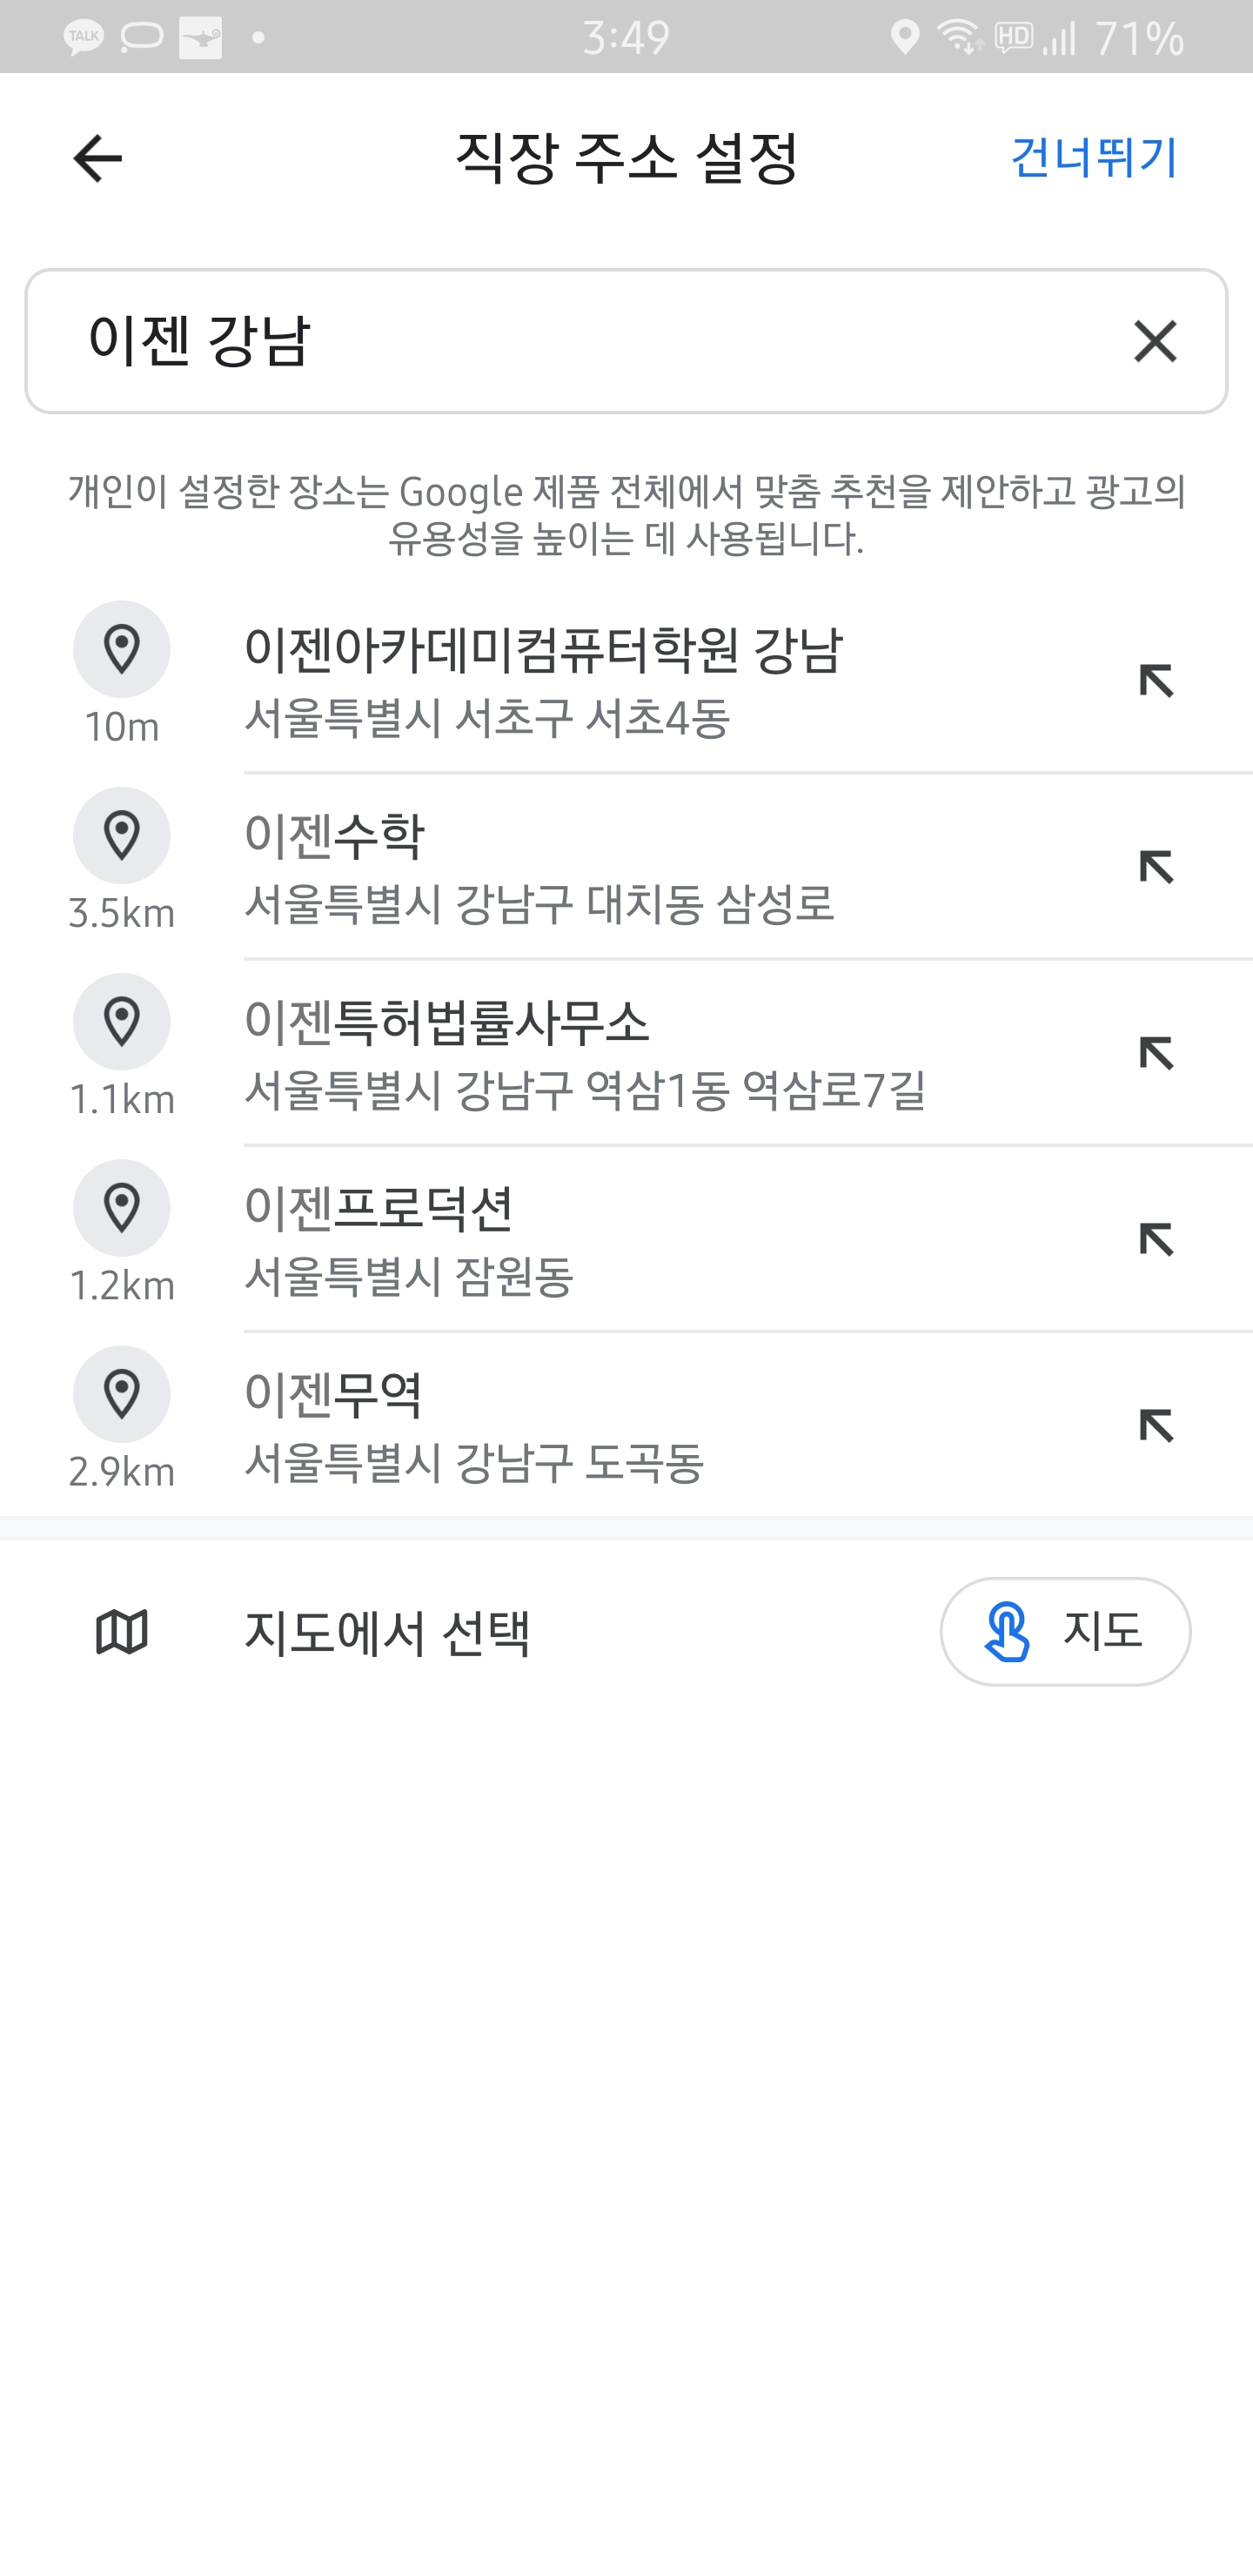 TALK 3:49 HD 71%
직장 주소 설정 건너뛰기
이젠 강남
개인이 설정한 장소는 Google 제품 전체에서 맞춤 추천을 제안하고 광고의
유용성을 높이는 데 사용됩니다.
이젠아카데미컴퓨터학원 강남
서울특별시 서초구 서초4동
10m
이젠수학
서울특별시 강남구 대치동 삼성로
3.5km
이젠특허법률사무소
서울특별시 강남구 역삼1동 역삼로7길
1.1km
이젠프로덕션
서울특별시 잠원동
1.2km
이젠무역
서울특별시 강남구 도곡동
2.9km
지도에서 선택 지도